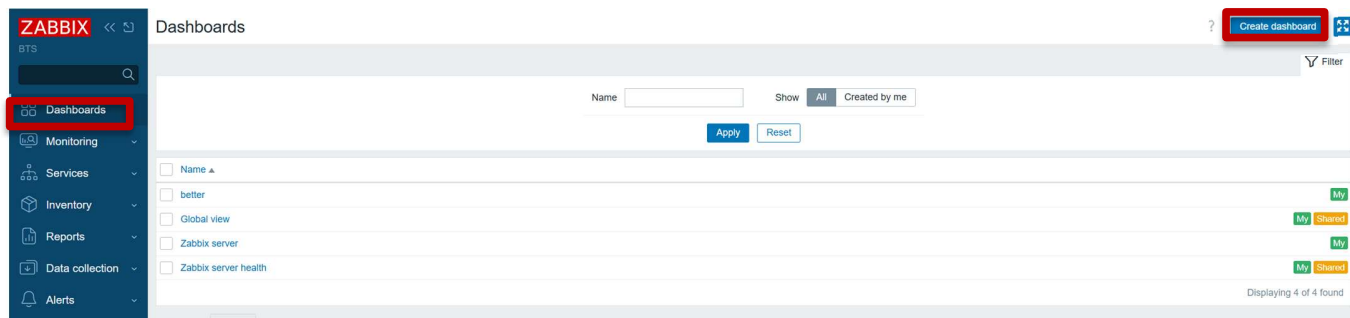 ZABBIX
BTS
Dashboards
Monitoring
Services
Inventory
Reports
Data collection
Alerts
Dashboards
? Create dashboard
Filter
Name
Show All Created by me
Apply Reset
Name
better My
Global view My Shared
Zabbix server My
Zabbix server health My Shared
Displaying 4 of 4 found